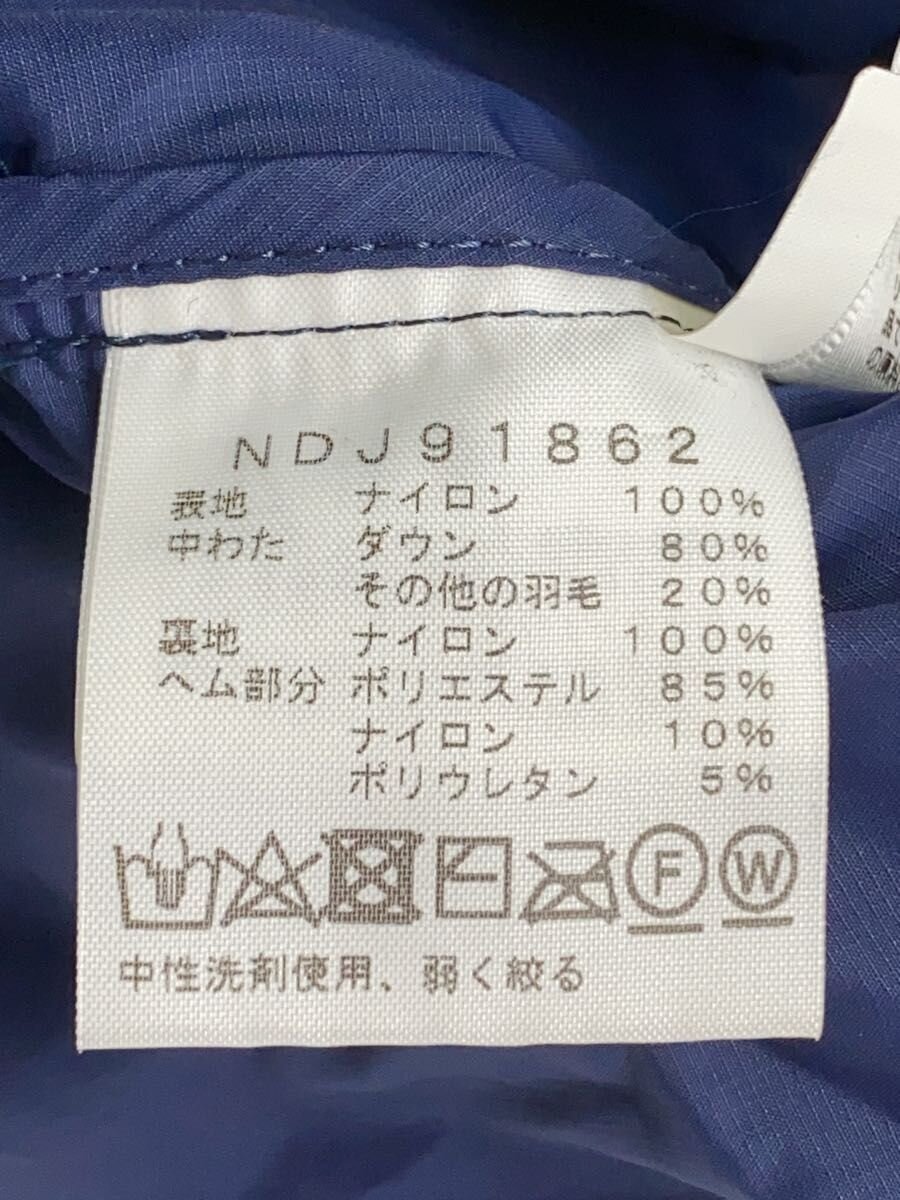 NDJ91862
表地 ナイロン 100%
中わた ダウン 80%
その他の羽毛 20%
裏地 ナイロン 100%
ヘム部分 ポリエステル 85%
ナイロン 10%
ポリウレタン 5%
F W
中性洗剤使用、弱く絞る